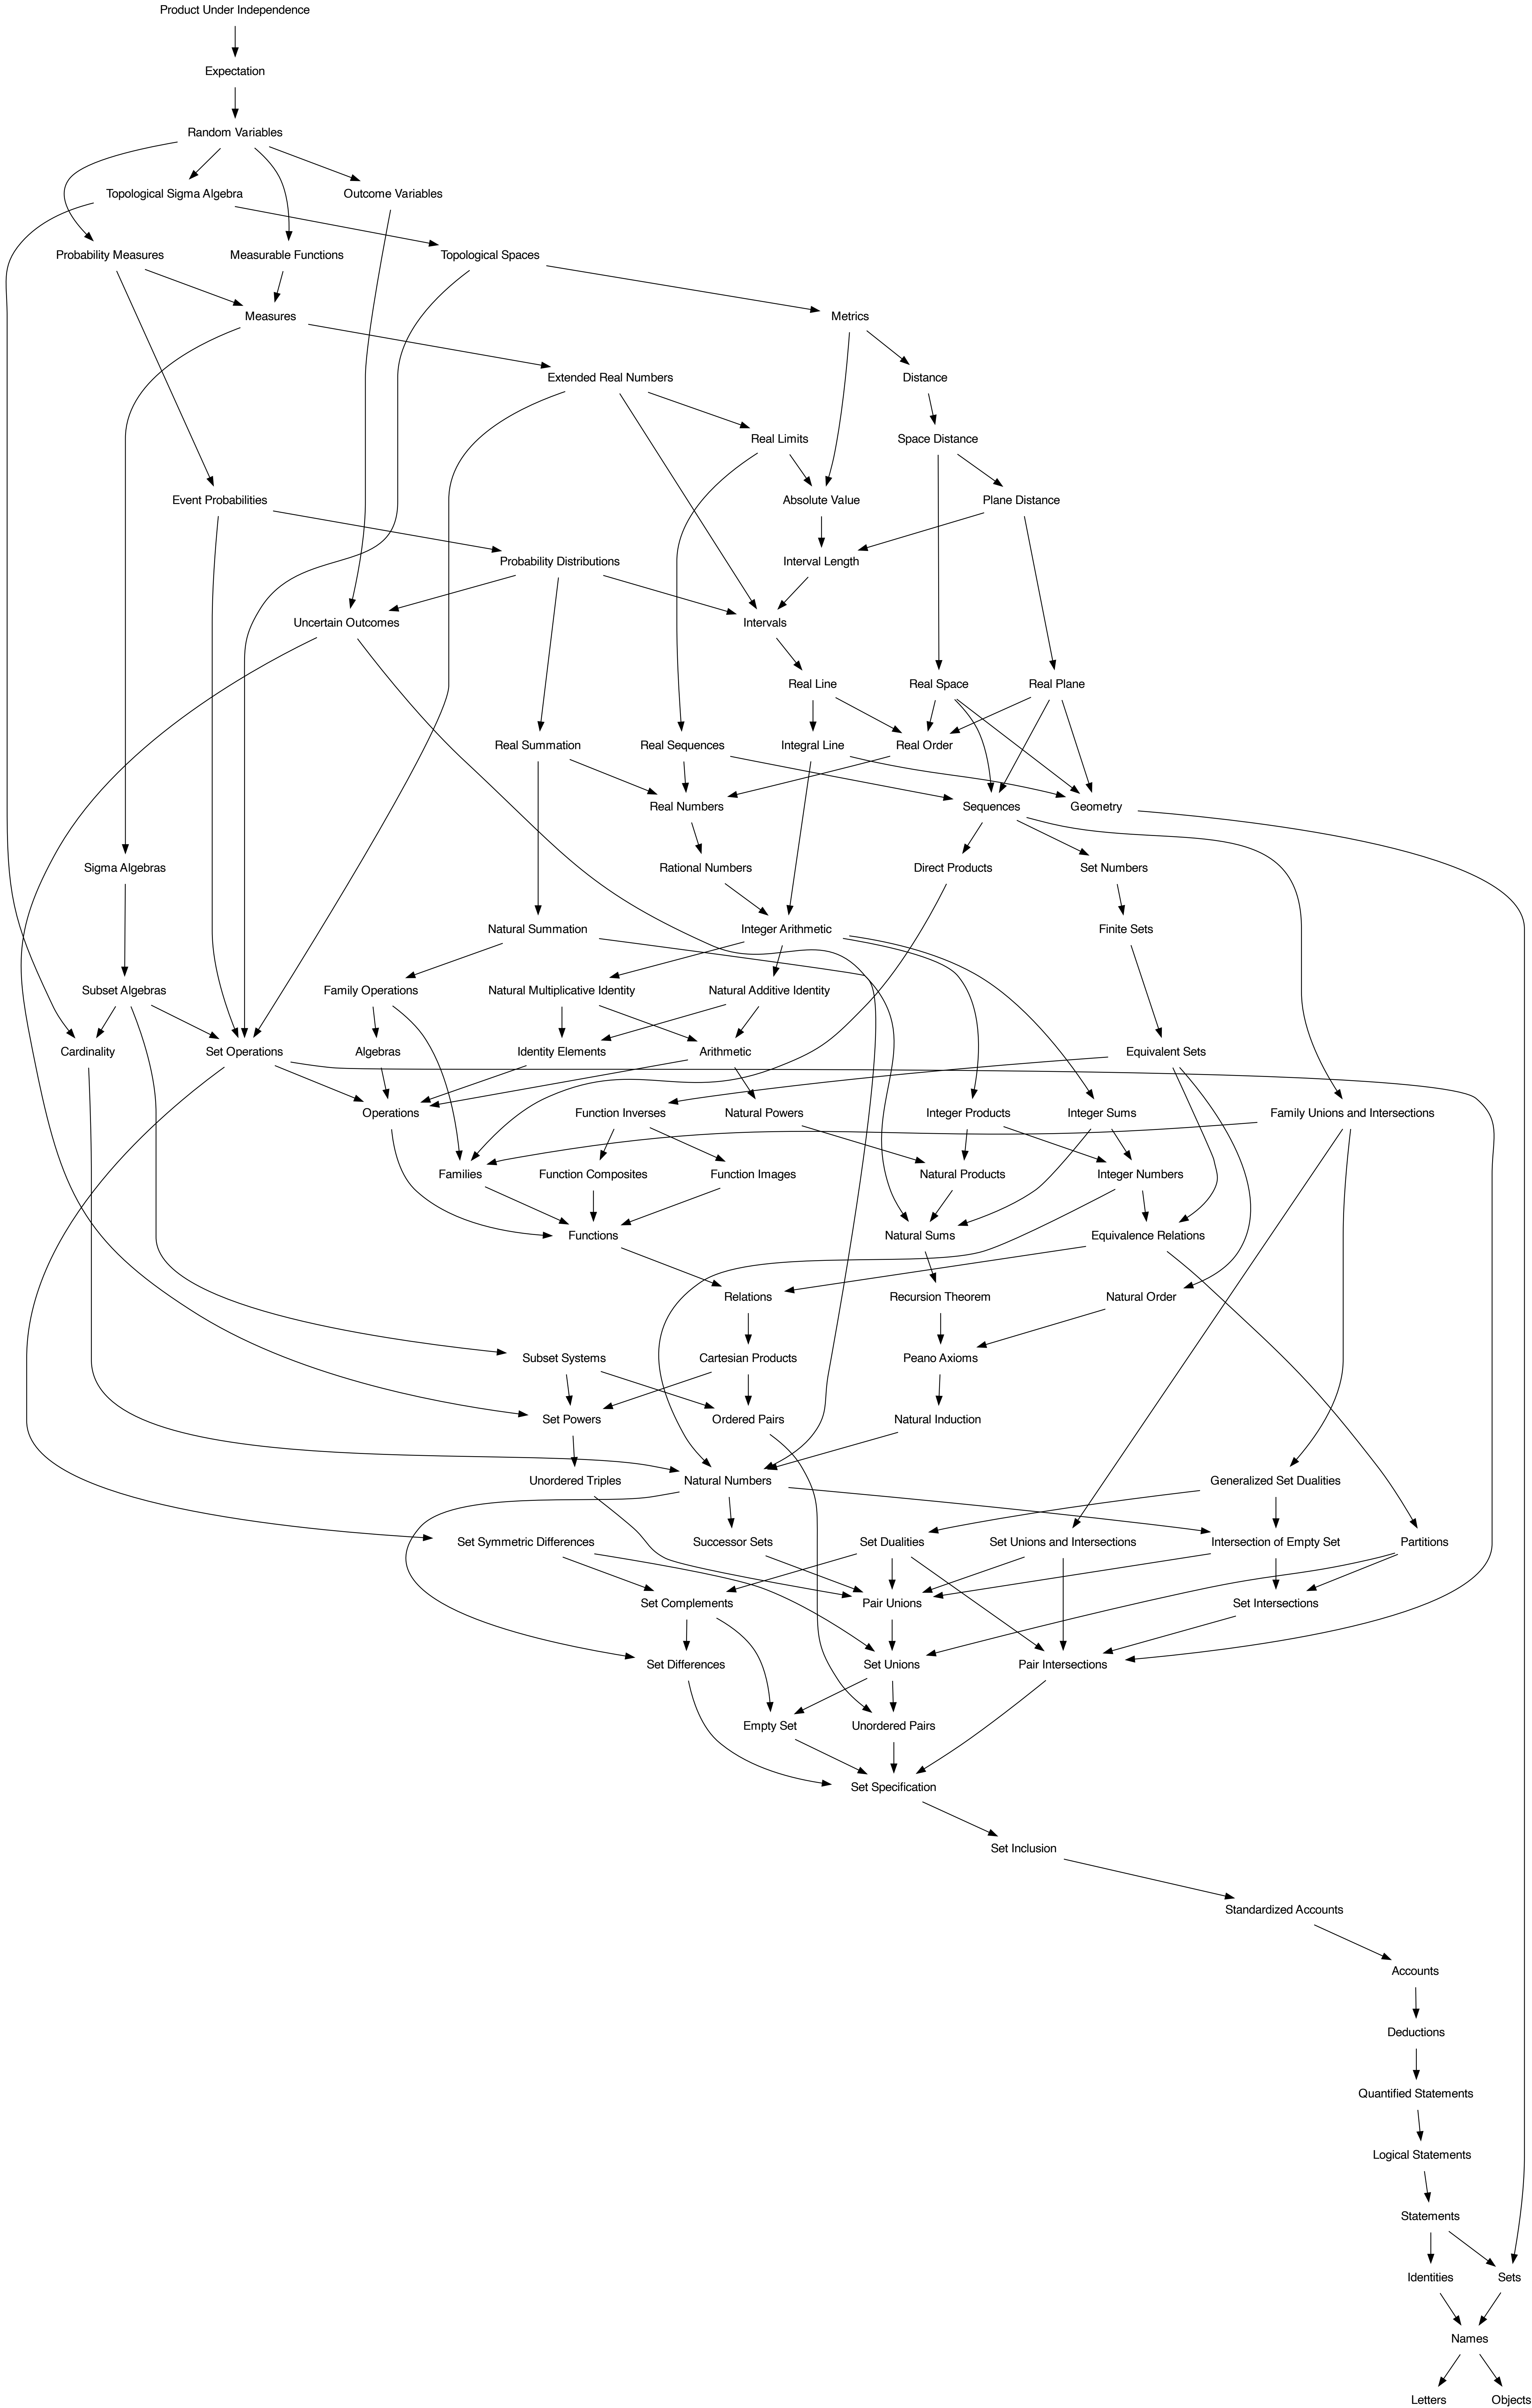 Product Under Independence
Expectation
Random Variables
Topological Sigma Algebra
Outcome Variables
Probability Measures
Measurable Functions
Topological Spaces
Measures
Metrics
Extended Real Numbers
Distance
Real Limits
Space Distance
Event Probabilities
Absolute Value
Plane Distance
Probability Distributions
Interval Length
Uncertain Outcomes
Intervals
Real Line
Real Space
Real Plane
Real Summation
Real Sequences
Integral Line
Real Order
Real Numbers
Sequences
Geometry
Sigma Algebras
Rational Numbers
Direct Products
Set Numbers
Natural Summation
Integer Arithmetic
Finite Sets
Subset Algebras
Family Operations
Natural Multiplicative Identity
Natural Additive Identity
Cardinality
Set Operations
Algebras
Identity Elements
Arithmetic
Equivalent Sets
Operations
Function Inverses
Natural Powers
Integer Products
Integer Sums
Family Unions and Intersections
Families
Function Composites
Function Images
Natural Products
Integer Numbers
Functions
Natural Sums
Equivalence Relations
Relations
Recursion Theorem
Natural Order
Subset Systems
Cartesian Products
Peano Axioms
Set Powers
Ordered Pairs
Natural Induction
Unordered Triples
Natural Numbers
Generalized Set Dualities
Set Symmetric Differences
Successor Sets
Set Dualities
Set Unions and Intersections
Intersection of Empty Set
Partitions
Set Complements
Pair Unions
Set Intersections
Set Differences
Set Unions
Pair Intersections
Empty Set
Unordered Pairs
Set Specification
Set Inclusion
Standardized Accounts
Accounts
Deductions
Quantified Statements
Logical Statements
Statements
Identities
Sets
Names
Letters
Objects